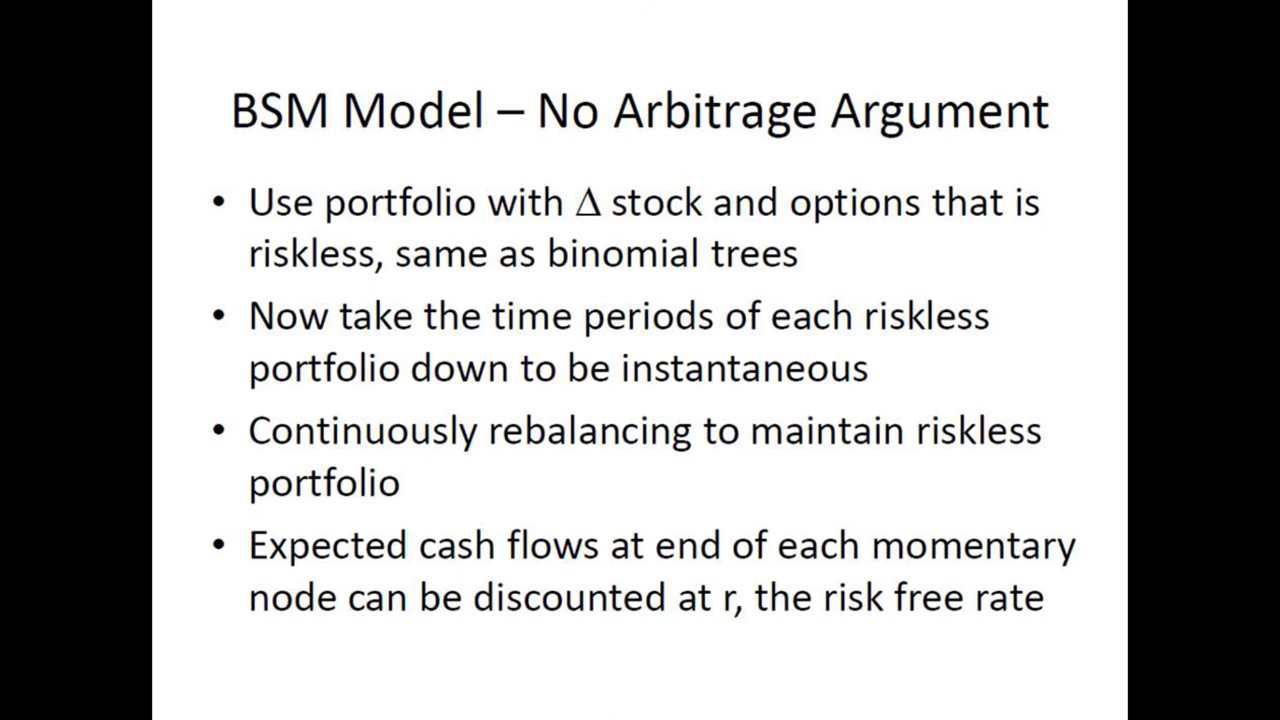 BSM Model – No Arbitrage Argument
• Use portfolio with Δ stock and options that is
riskless, same as binomial trees
• Now take the time periods of each riskless
portfolio down to be instantaneous
• Continuously rebalancing to maintain riskless
portfolio
• Expected cash flows at end of each momentary
node can be discounted at r, the risk free rate